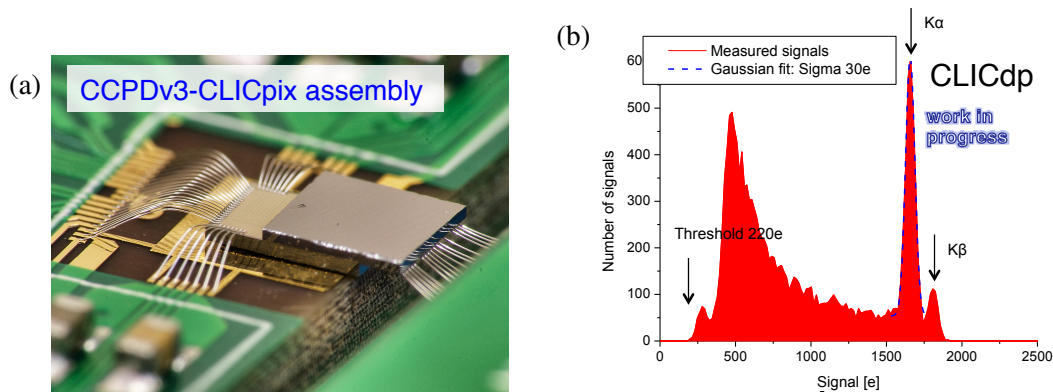 (a)
CCPDv3-CLICpix assembly
(b)
Kα
Measured signals
Gaussian fit: Sigma 30e
CLICdp
work in
progress
Threshold 220e
Kβ
Number of signals
60
500
400
300
200
100
0
0 500 1000 1500 2000 2500
Signal [e]